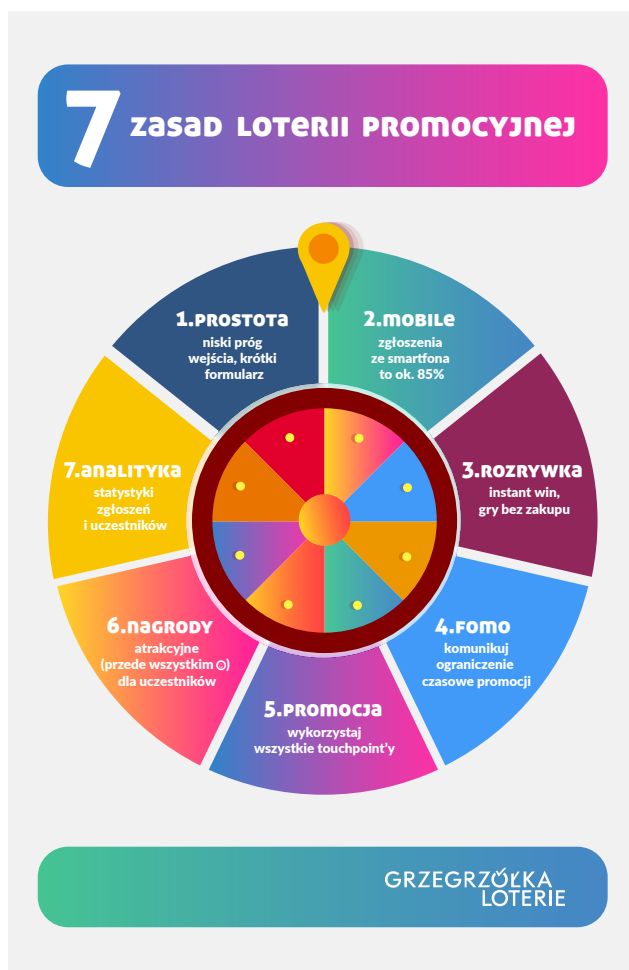 7 zasad loterii promocyjnej
1.prostota
niski próg
wejścia, krótki
formularz
2.mobile
zgłoszenia
ze smartfona
to ok. 85%
3.rozrywka
instant win,
gry bez zakupu
4.fomo
komunikuj
ograniczenie
czasowe promocji
5.promocja
wykorzystaj
wszystkie touchpoint'y
6.nagrody
atrakcyjne
(przede wszystkim ☺)
dla uczestników
7.analityka
statystyki
zgłoszeń
i uczestników
GRZEGRZÓŁKA
LOTERIE